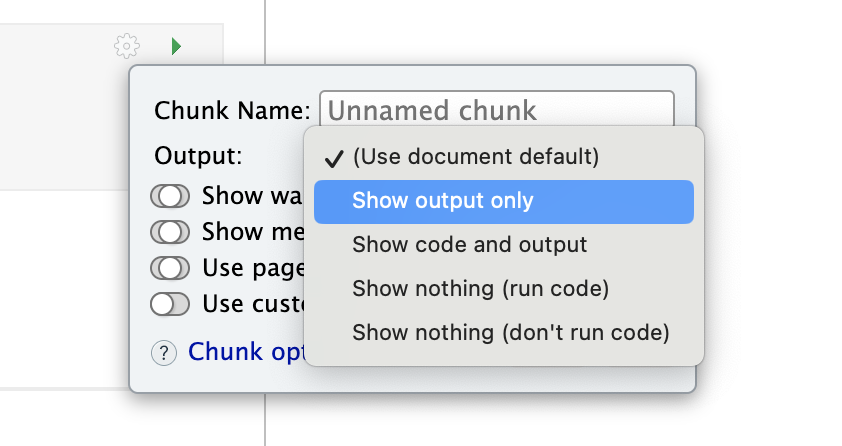 Chunk Name: Unnamed chunk
Output: ✓ (Use document default)
Show output only
Show wa
Show me
Show code and output
Use page
Show nothing (run code)
Use custo
Show nothing (don't run code)
? Chunk opt